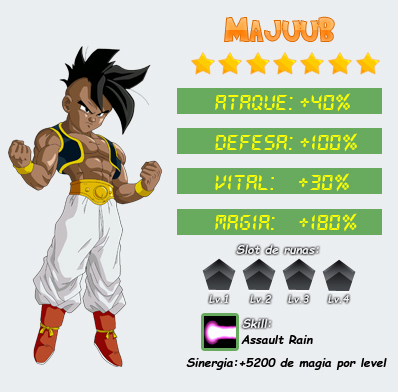 MAJUUB
ATAQUE: +40%
DEFESA: +100%
VITAL: +30%
MAGIA: +180%
Slot de runas:
Lv.1 Lv.2 Lv.3 Lv.4
Skill:
Assault Rain
Sinergia:+5200 de magia por level